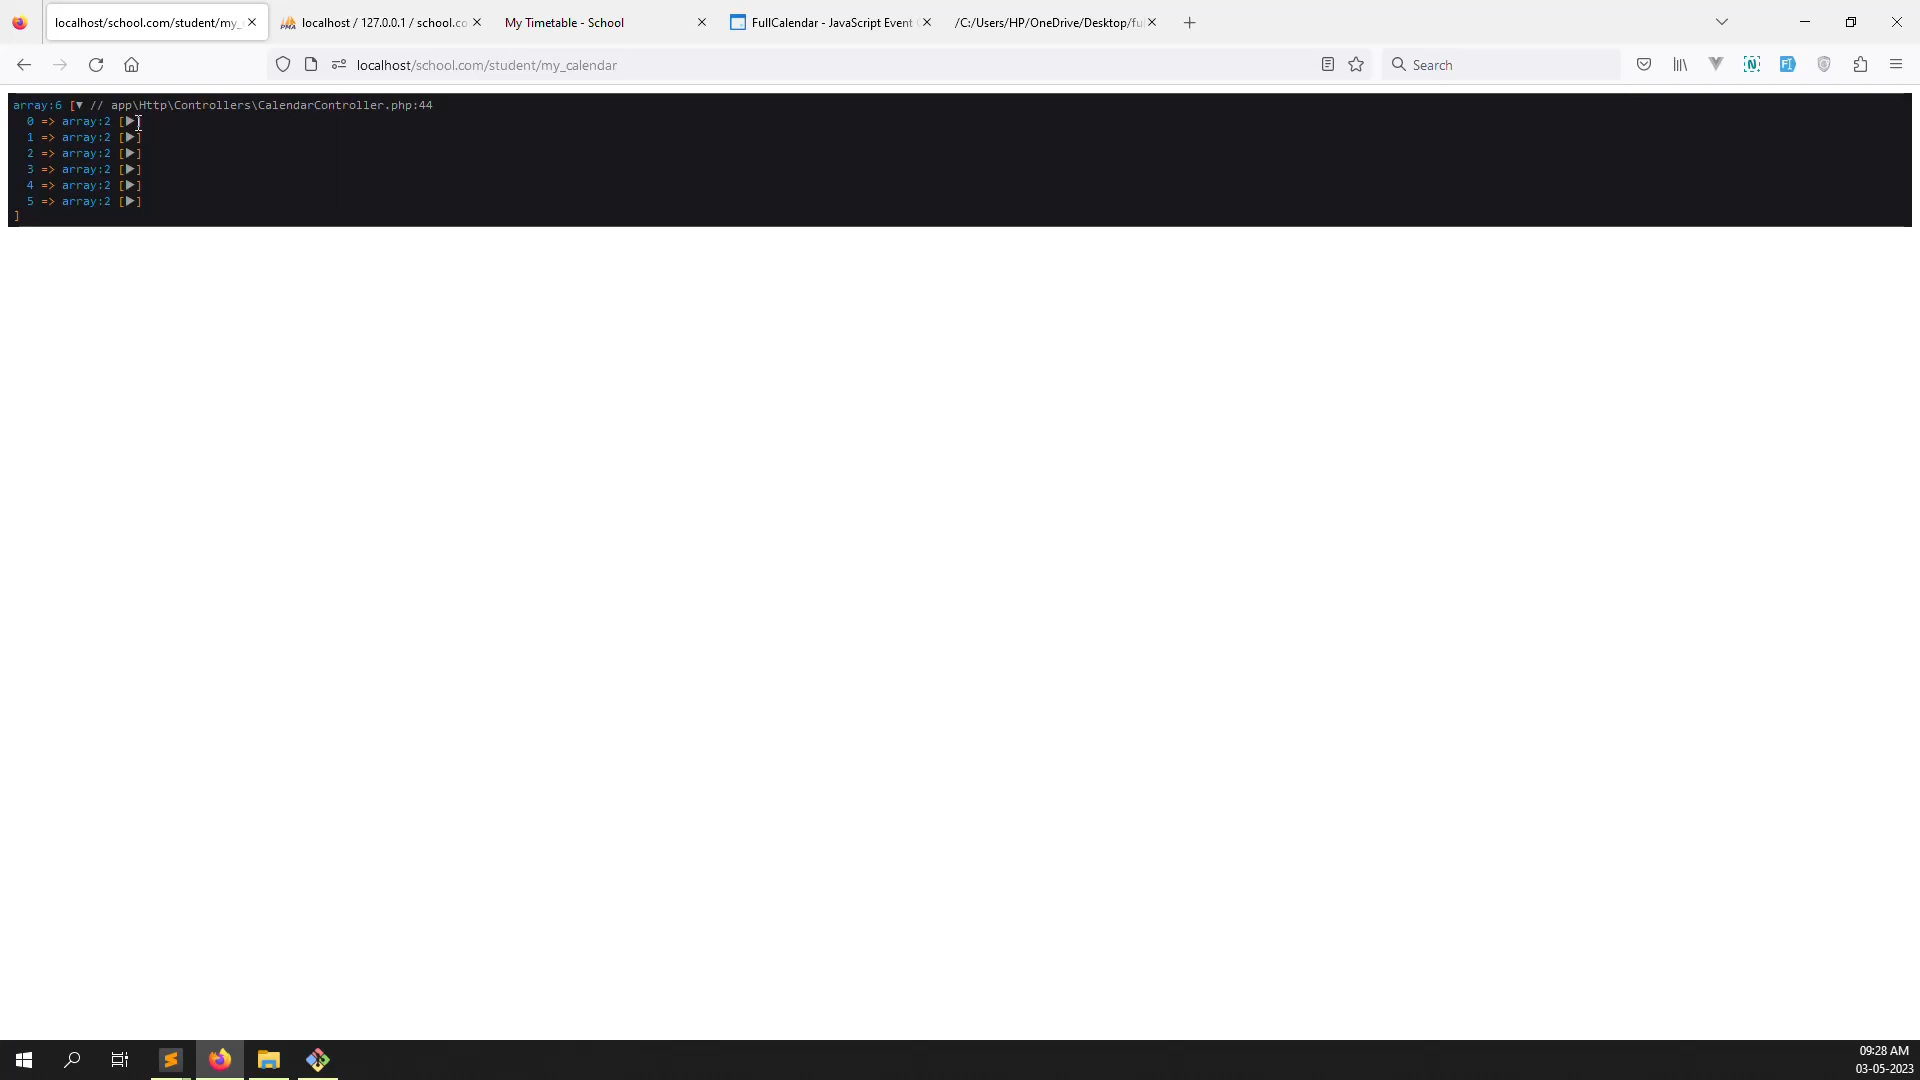 localhost/school.com/student/my_
localhost / 127.0.0.1 / school.co
My Timetable - School
FullCalendar - JavaScript Event
/C:/Users/HP/OneDrive/Desktop/ful
localhost/school.com/student/my_calendar
Search
array:6 [▼ // app\Http\Controllers\CalendarController.php:44
0 => array:2 [▶]
1 => array:2 [▶]
2 => array:2 [▶]
3 => array:2 [▶]
4 => array:2 [▶]
5 => array:2 [▶]
]
09:28 AM
03-05-2023